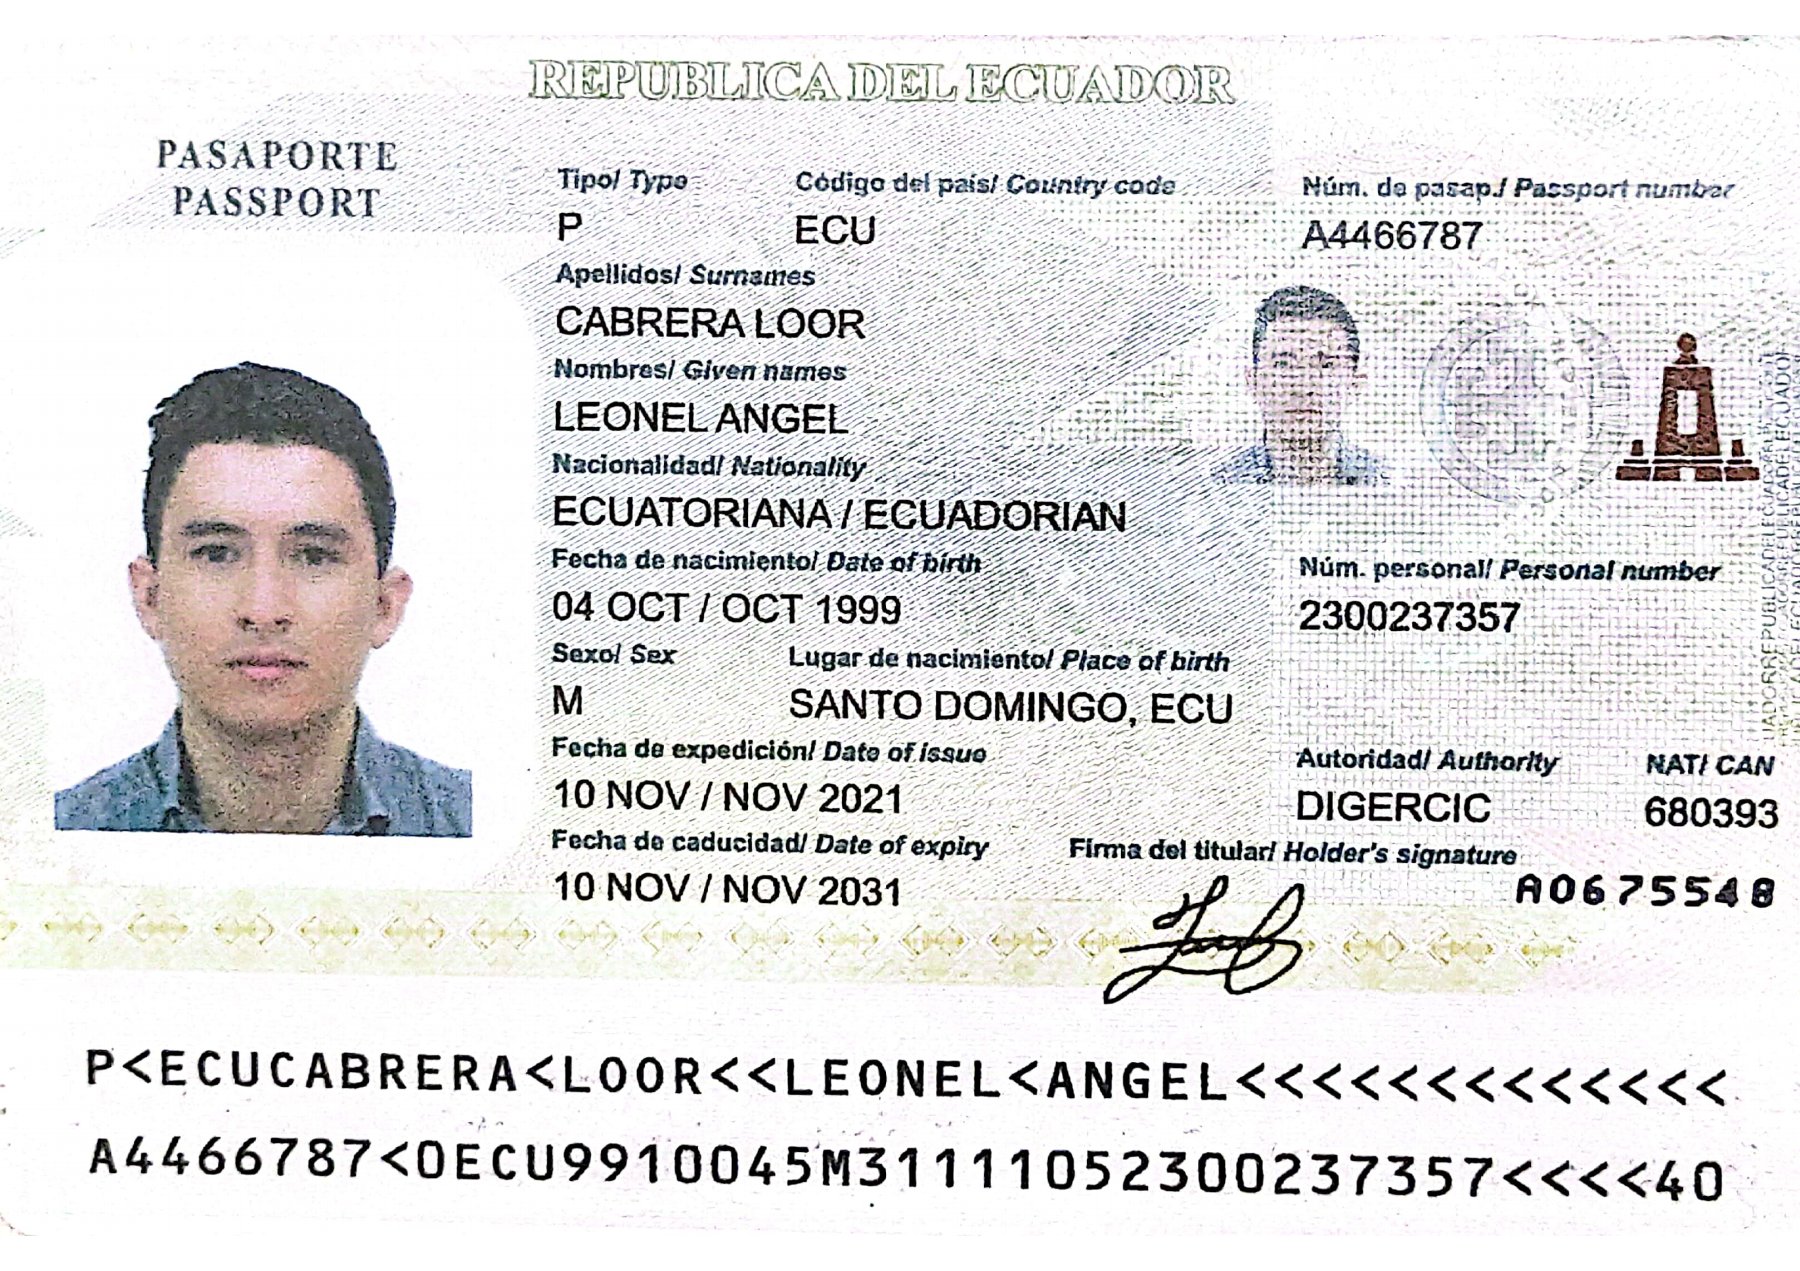 REPUBLICA DEL ECUADOR
PASAPORTE
PASSPORT
Tipo/ Type Código del país/ Country code Núm. de pasap./ Passport number
P ECU A4466787
Apellidos/ Surnames
CABRERA LOOR
Nombres/ Given names
LEONEL ANGEL
Nacionalidad/ Nationality
ECUATORIANA / ECUADORIAN
Fecha de nacimiento/ Date of birth Núm. personal/ Personal number
04 OCT / OCT 1999 2300237357
Sexo/ Sex Lugar de nacimiento/ Place of birth
M SANTO DOMINGO, ECU
Fecha de expedición/ Date of issue Autoridad/ Authority NAT/ CAN
10 NOV / NOV 2021 DIGERCIC 680393
Fecha de caducidad/ Date of expiry Firma del titular/ Holder's signature
10 NOV / NOV 2031 A0675548
P<ECUCABRERA<LOOR<<LEONEL<ANGEL<<<<<<<<<<<<<
A4466787<0ECU9910045M31111052300237357<<<<40